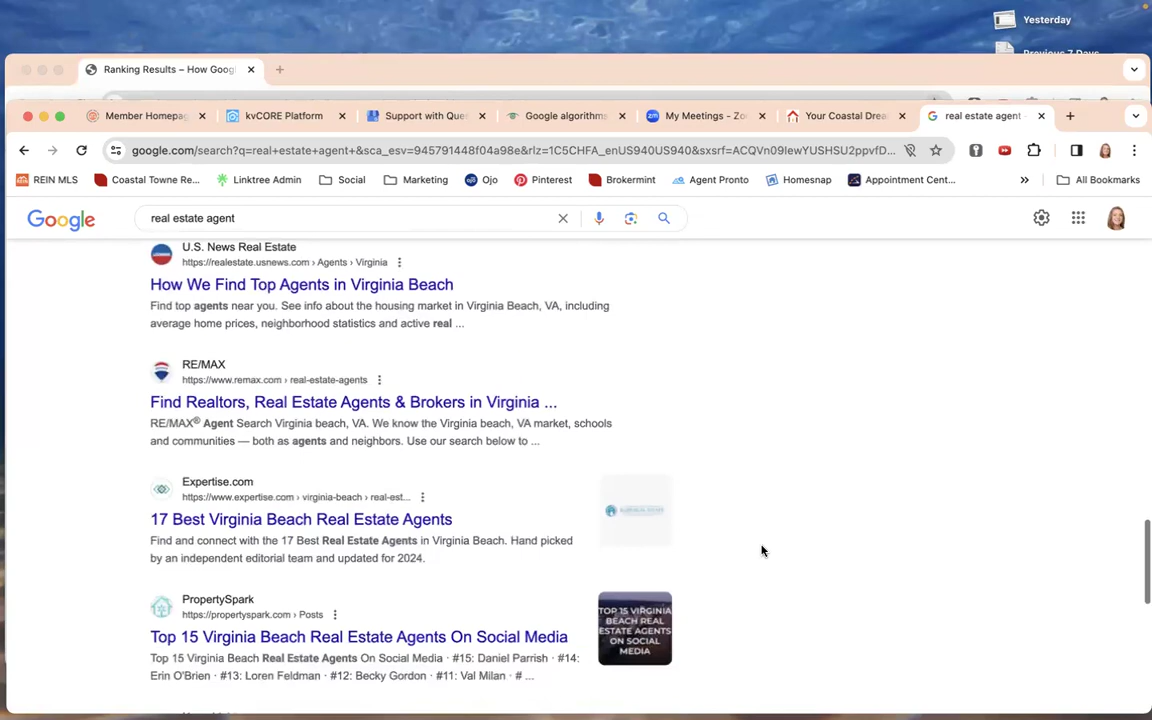 Yesterday
Ranking Results – How Goog
Member Homepag
kvCORE Platform
Support with Que
Google algorithms
My Meetings - Zo
Your Coastal Drea
real estate agent -
google.com/search?q=real+estate+agent+&sca_esv=945791448f04a98e&rlz=1C5CHFA_enUS940US940&sxsrf=ACQVn09IewYUSHSU2ppvfD...
REIN MLS
Coastal Towne Re...
Linktree Admin
Social
Marketing
Ojo
Pinterest
Brokermint
Agent Pronto
Homesnap
Appointment Cent...
»
All Bookmarks
Google
real estate agent
U.S. News Real Estate
https://realestate.usnews.com › Agents › Virginia
How We Find Top Agents in Virginia Beach
Find top agents near you. See info about the housing market in Virginia Beach, VA, including
average home prices, neighborhood statistics and active real ...
RE/MAX
https://www.remax.com › real-estate-agents
Find Realtors, Real Estate Agents & Brokers in Virginia ...
RE/MAX® Agent Search Virginia beach, VA. We know the Virginia beach, VA market, schools
and communities — both as agents and neighbors. Use our search below to ...
Expertise.com
https://www.expertise.com › virginia-beach › real-est...
17 Best Virginia Beach Real Estate Agents
Find and connect with the 17 Best Real Estate Agents in Virginia Beach. Hand picked
by an independent editorial team and updated for 2024.
PropertySpark
https://propertyspark.com › Posts
Top 15 Virginia Beach Real Estate Agents On Social Media
Top 15 Virginia Beach Real Estate Agents On Social Media · #15: Daniel Parrish · #14:
Erin O'Brien · #13: Loren Feldman · #12: Becky Gordon · #11: Val Milan · # ...
TOP 15 VIRGINIA
BEACH REAL
ESTATE AGENTS
ON SOCIAL
MEDIA